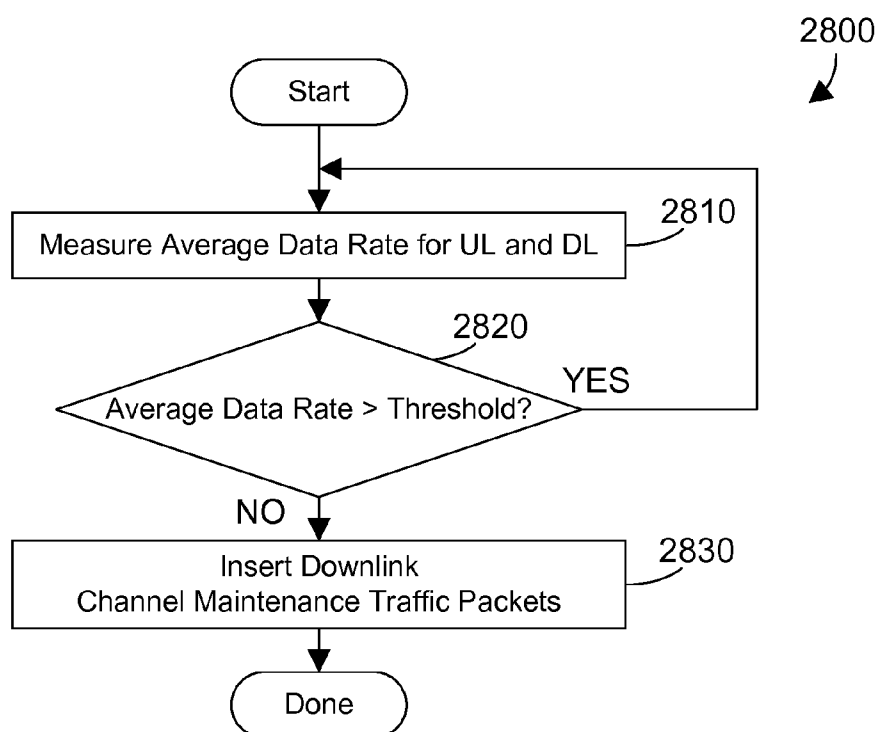 2800
Start
Measure Average Data Rate for UL and DL
2810
2820
Average Data Rate > Threshold?
YES
NO
Insert Downlink
Channel Maintenance Traffic Packets
2830
Done